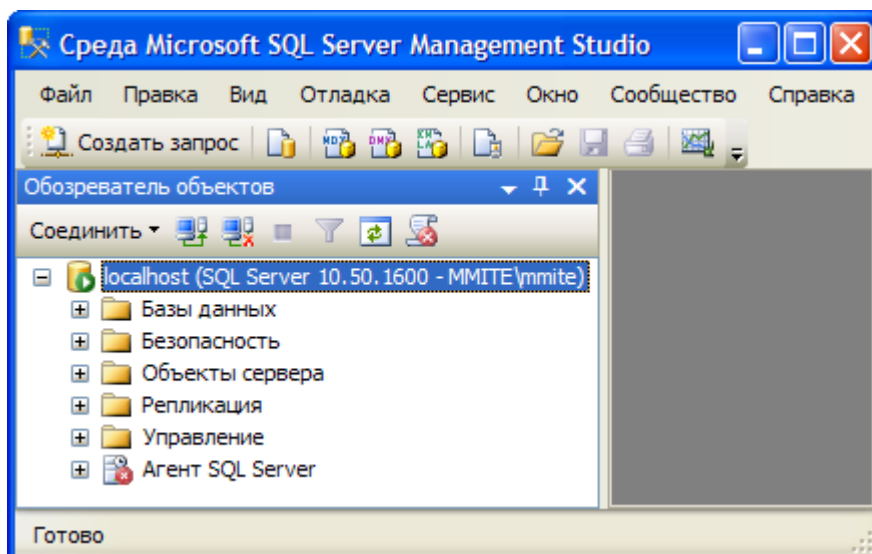 Среда Microsoft SQL Server Management Studio
Файл Правка Вид Отладка Сервис Окно Сообщество Справка
Создать запрос
Обозреватель объектов
Соединить
localhost (SQL Server 10.50.1600 - MMITE\mmite)
Базы данных
Безопасность
Объекты сервера
Репликация
Управление
Агент SQL Server
Готово